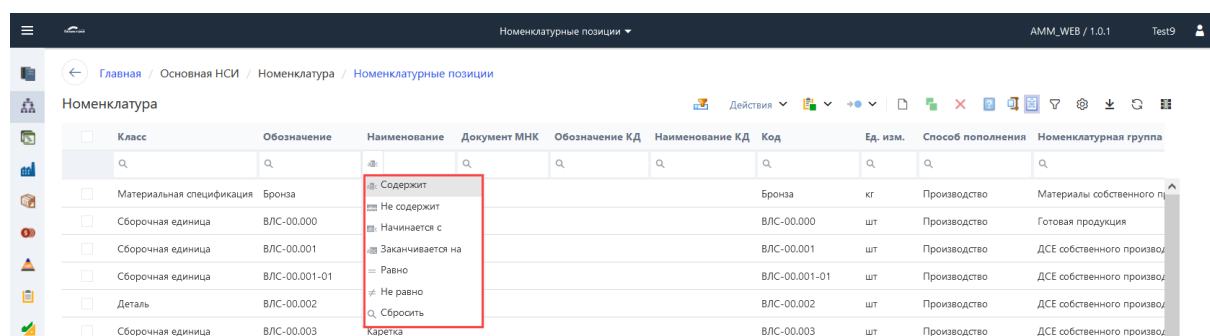 Номенклатурные позиции AMM_WEB / 1.0.1 Test9
Главная / Основная НСИ / Номенклатура / Номенклатурные позиции
Номенклатура Действия
Класс Обозначение Наименование Документ МНК Обозначение КД Наименование КД Код Ед. изм. Способ пополнения Номенклатурная группа
Содержит
Материальная спецификация Бронза Бронза кг Производство Материалы собственного п
Не содержит
Сборочная единица ВЛС-00.000 ВЛС-00.000 шт Производство Готовая продукция
Начинается с
Сборочная единица ВЛС-00.001 Заканчивается на ВЛС-00.001 шт Производство ДСЕ собственного производ
Равно
Сборочная единица ВЛС-00.001-01 ВЛС-00.001-01 шт Производство ДСЕ собственного производ
Не равно
Деталь ВЛС-00.002 ВЛС-00.002 шт Производство ДСЕ собственного производ
Сбросить
Сборочная единица ВЛС-00.003 Каретка ВЛС-00.003 шт Производство ДСЕ собственного производ